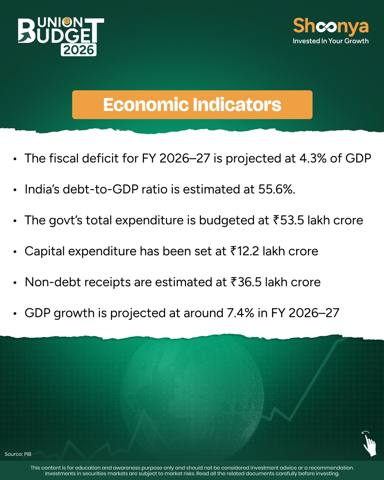 UNION
BUDGET
2026
Shoonya
Invested In Your Growth
Economic Indicators
• The fiscal deficit for FY 2026–27 is projected at 4.3% of GDP
• India's debt-to-GDP ratio is estimated at 55.6%.
• The govt's total expenditure is budgeted at ₹53.5 lakh crore
• Capital expenditure has been set at ₹12.2 lakh crore
• Non-debt receipts are estimated at ₹36.5 lakh crore
• GDP growth is projected at around 7.4% in FY 2026–27
Source: PIB
This content is for education and awareness purpose only and should not be considered investment advice or a recommendation.
Investments in securities markets are subject to market risks. Read all the related documents carefully before investing.